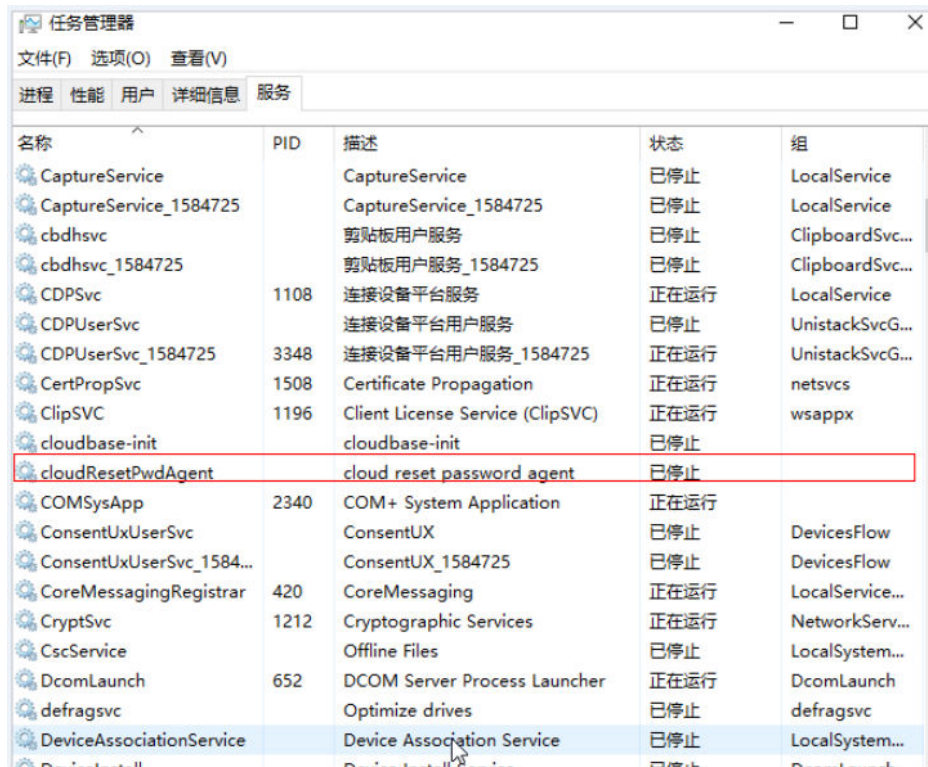 任务管理器
文件(F) 选项(O) 查看(V)
进程 性能 用户 详细信息 服务
名称 PID 描述 状态 组
CaptureService CaptureService 已停止 LocalService
CaptureService_1584725 CaptureService_1584725 已停止 LocalService
cbdhsvc 剪贴板用户服务 已停止 ClipboardSvc...
cbdhsvc_1584725 剪贴板用户服务_1584725 已停止 ClipboardSvc...
CDPSvc 1108 连接设备平台服务 正在运行 LocalService
CDPUserSvc 连接设备平台用户服务 已停止 UnistackSvcG...
CDPUserSvc_1584725 3348 连接设备平台用户服务_1584725 正在运行 UnistackSvcG...
CertPropSvc 1508 Certificate Propagation 正在运行 netsvcs
ClipSVC 1196 Client License Service (ClipSVC) 正在运行 wsappx
cloudbase-init cloudbase-init 已停止
cloudResetPwdAgent cloud reset password agent 已停止
COMSysApp 2340 COM+ System Application 正在运行
ConsentUxUserSvc ConsentUX 已停止 DevicesFlow
ConsentUxUserSvc_1584... ConsentUX_1584725 已停止 DevicesFlow
CoreMessagingRegistrar 420 CoreMessaging 正在运行 LocalService...
CryptSvc 1212 Cryptographic Services 正在运行 NetworkServ...
CscService Offline Files 已停止 LocalSystem...
DcomLaunch 652 DCOM Server Process Launcher 正在运行 DcomLaunch
defragsvc Optimize drives 已停止 defragsvc
DeviceAssociationService Device Association Service 已停止 LocalSystem...
DeviceInstall Device Install Service 已停止 DcomLaunch